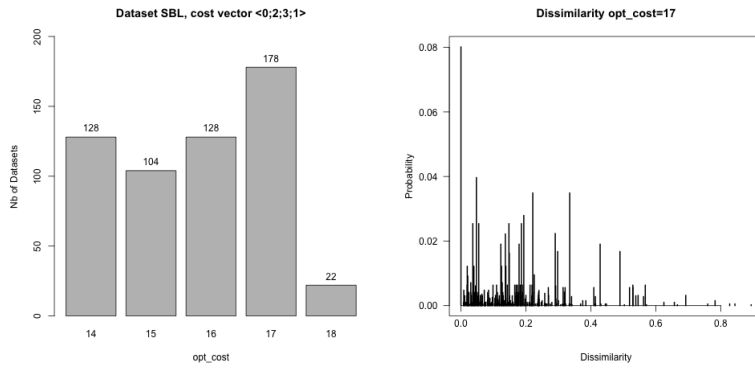 Dataset SBL, cost vector <0;2;3;1>
Nb of Datasets
200
150
100
50
0
128
104
128
178
22
14 15 16 17 18
opt_cost
Dissimilarity opt_cost=17
Probability
0.08
0.06
0.04
0.02
0.00
0.0 0.2 0.4 0.6 0.8
Dissimilarity